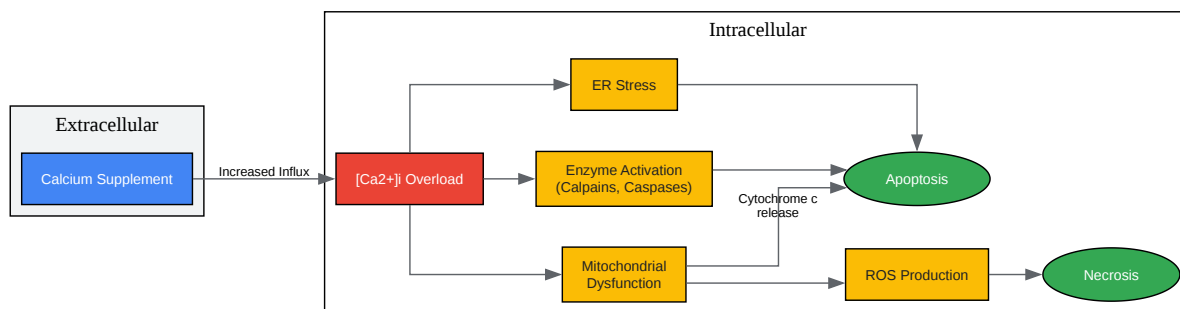 Intracellular
ER Stress
Extracellular
Calcium Supplement
Increased Influx
[Ca2+]i Overload
Enzyme Activation
(Calpains, Caspases)
Apoptosis
Cytochrome c
release
Mitochondrial
Dysfunction
ROS Production
Necrosis